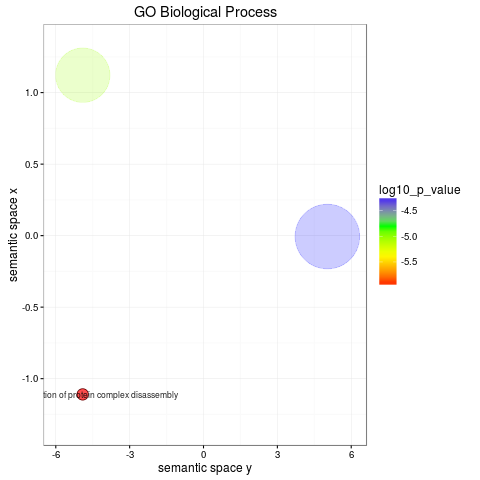 GO Biological Process
log10_p_value
-4.5
-5.0
-5.5
1.0
0.5
0.0
-0.5
-1.0
semantic space x
tion of protein complex disassembly
-6 -3 0 3 6
semantic space y